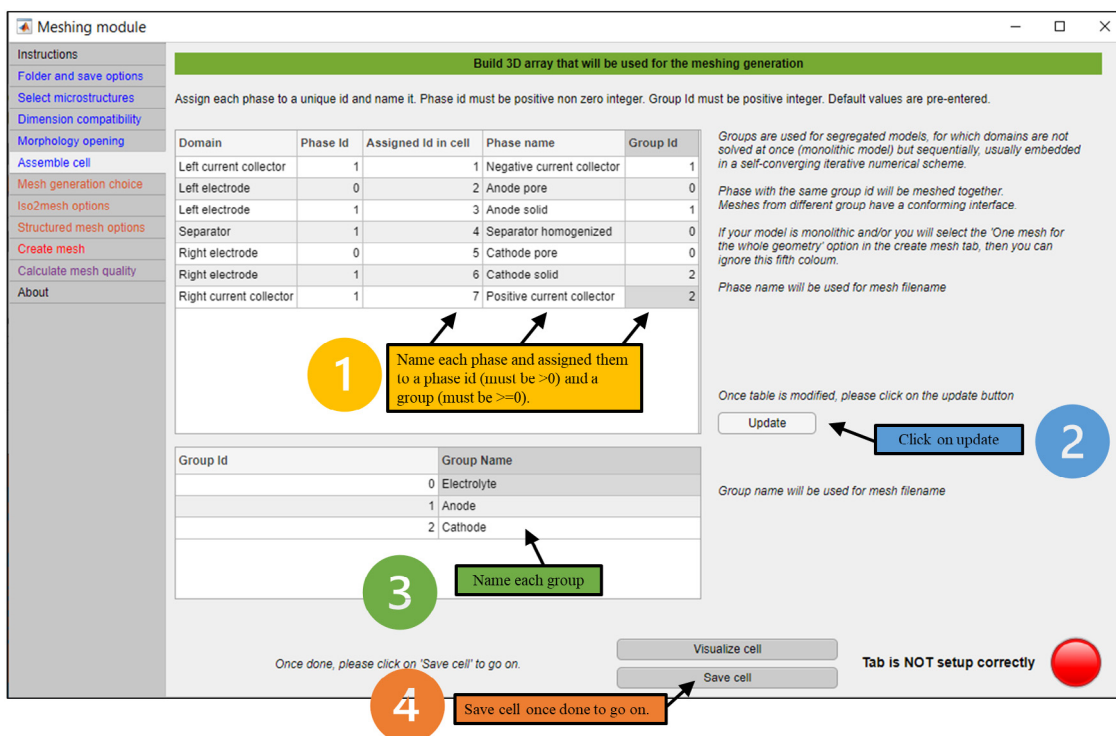 Meshing module
Instructions
Folder and save options
Select microstructures
Dimension compatibility
Morphology opening
Assemble cell
Mesh generation choice
Iso2mesh options
Structured mesh options
Create mesh
Calculate mesh quality
About
Build 3D array that will be used for the meshing generation
Assign each phase to a unique id and name it. Phase id must be positive non zero integer. Group Id must be positive integer. Default values are pre-entered.
Domain Phase Id Assigned Id in cell Phase name Group Id
Left current collector 1 1 Negative current collector 1
Left electrode 0 2 Anode pore 0
Left electrode 1 3 Anode solid 1
Separator 1 4 Separator homogenized 0
Right electrode 0 5 Cathode pore 0
Right electrode 1 6 Cathode solid 2
Right current collector 1 7 Positive current collector 2
Groups are used for segregated models, for which domains are not
solved at once (monolithic model) but sequentially, usually embedded
in a self-converging iterative numerical scheme.
Phase with the same group id will be meshed together.
Meshes from different group have a conforming interface.
If your model is monolithic and/or you will select the 'One mesh for
the whole geometry' option in the create mesh tab, then you can
ignore this fifth coloum.
Phase name will be used for mesh filename
1
Name each phase and assigned them
to a phase id (must be >0) and a
group (must be >=0).
Once table is modified, please click on the update button
Update
Click on update
2
Group Id Group Name
0 Electrolyte
1 Anode
2 Cathode
Group name will be used for mesh filename
3
Name each group
Once done, please click on 'Save cell' to go on.
Visualize cell
Save cell
Tab is NOT setup correctly
4
Save cell once done to go on.